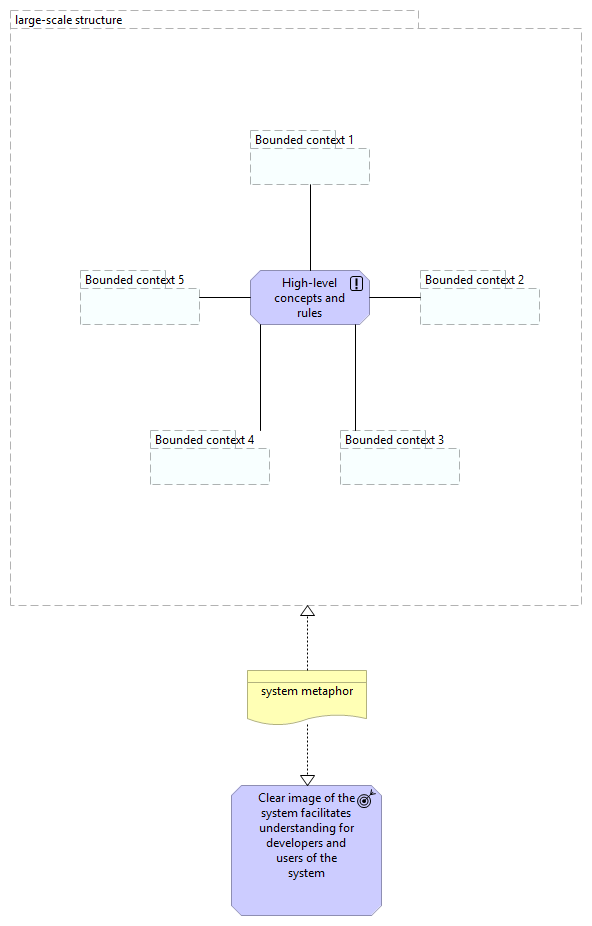 large-scale structure
Bounded context 1
Bounded context 5
High-level
concepts and
rules
Bounded context 2
Bounded context 4
Bounded context 3
system metaphor
Clear image of the
system facilitates
understanding for
developers and
users of the
system